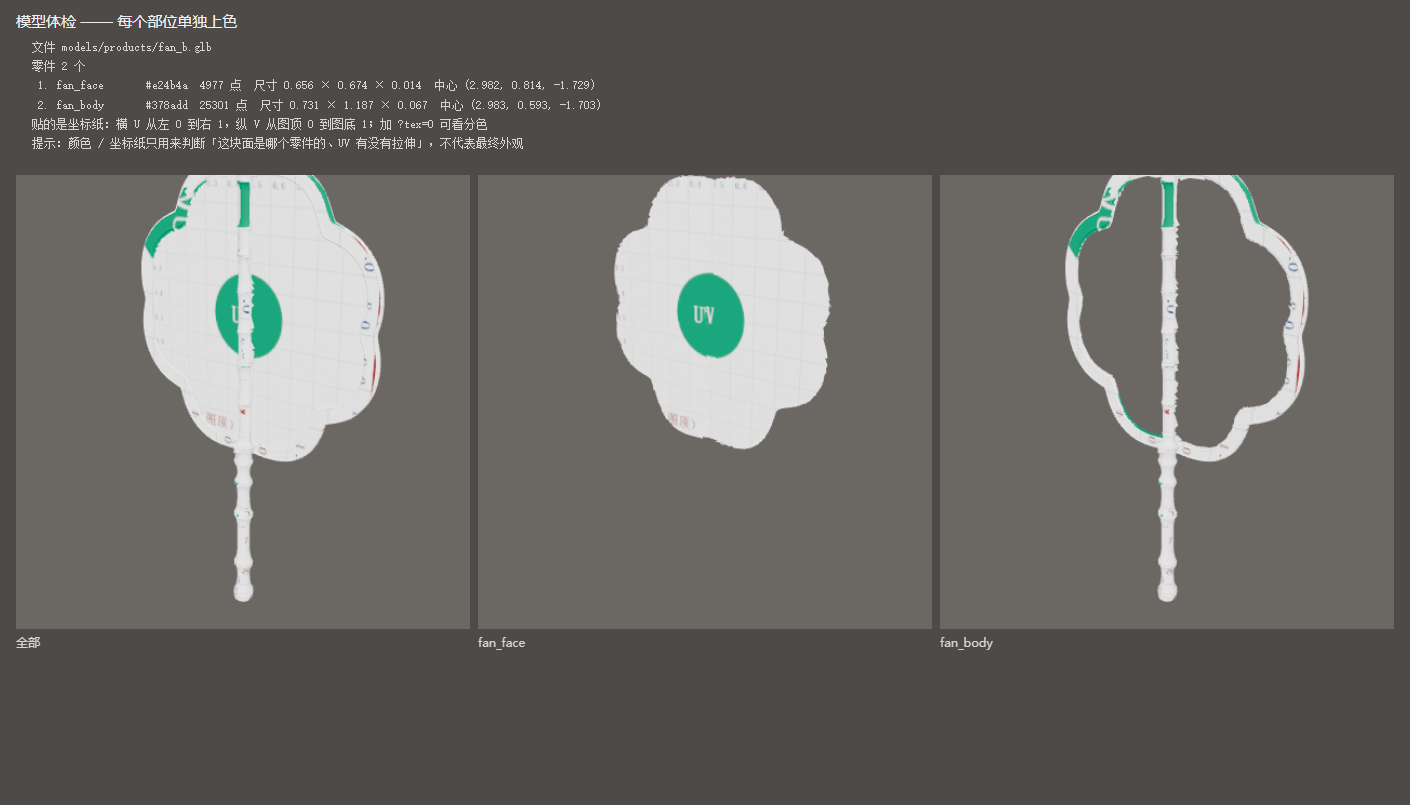 模型体检 —— 每个部位单独上色
文件 models/products/fan_b.glb
零件 2 个
1. fan_face #e24b4a 4977 点 尺寸 0.656 × 0.674 × 0.014 中心 (2.982, 0.814, -1.729)
2. fan_body #378add 25301 点 尺寸 0.731 × 1.187 × 0.067 中心 (2.983, 0.593, -1.703)
贴的是坐标纸: 横 U 从左 0 到右 1, 纵 V 从图顶 0 到图底 1; 加 ?tex=0 可看分色
提示: 颜色 / 坐标纸只用来判断「这块面是哪个零件的、UV 有没有拉伸」, 不代表最终外观
UV
全部
fan_face
fan_body